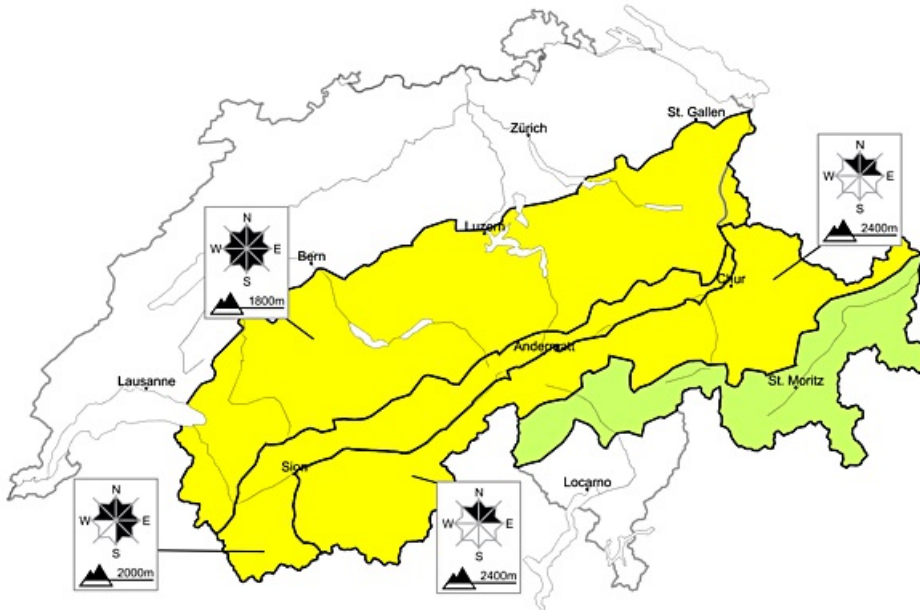 St. Gallen
Zürich
N
W E
S
2400m
N
W E
S
1800m
Luzern
Bern
Chur
Andermatt
Lausanne
St. Moritz
Sion
Locarno
N
W E
S
2000m
N
W E
S
2400m